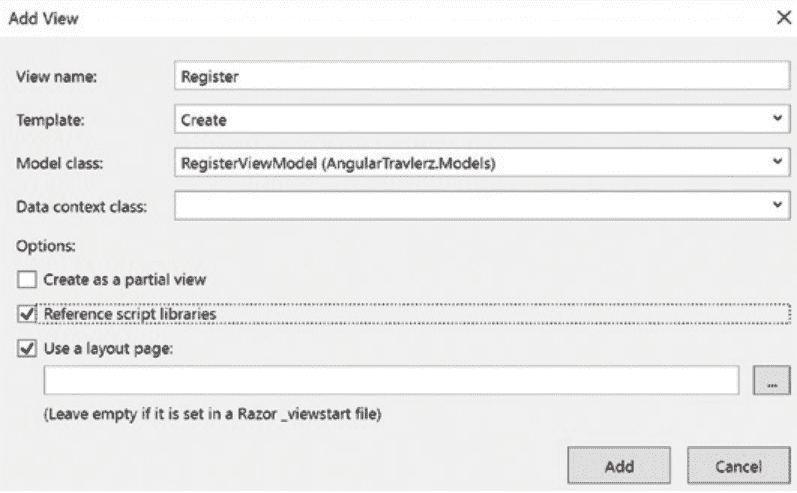 Add View
View name: Register
Template: Create
Model class: RegisterViewModel (AngularTravlerz.Models)
Data context class:
Options:
Create as a partial view
Reference script libraries
Use a layout page:
...
(Leave empty if it is set in a Razor _viewstart file)
Add Cancel